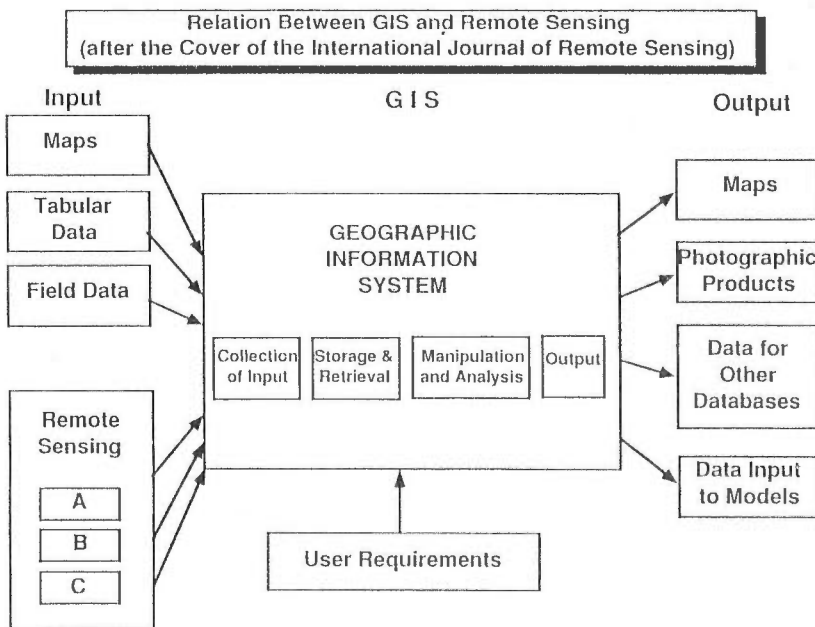 Relation Between GIS and Remote Sensing
(after the Cover of the International Journal of Remote Sensing)
Input
GIS
Output
Maps
Tabular
Data
Field Data
Remote
Sensing
A
B
C
GEOGRAPHIC
INFORMATION
SYSTEM
Collection
of Input
Storage &
Retrieval
Manipulation
and Analysis
Output
User Requirements
Maps
Photographic
Products
Data for
Other
Databases
Data Input
to Models